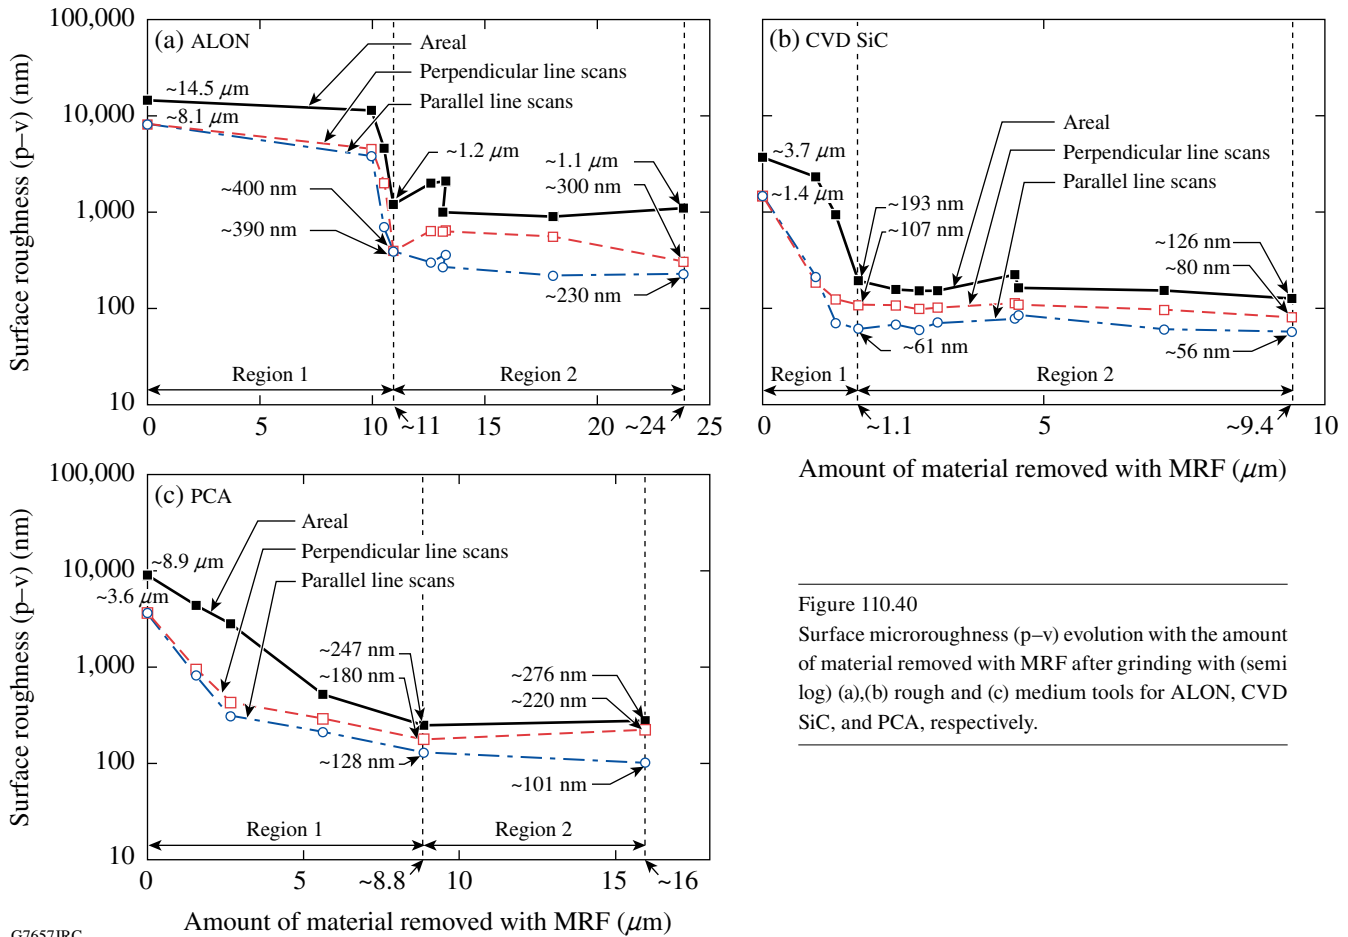 Surface roughness (p–v) (nm)
100,000
10,000
1,000
100
10
(a) ALON
Areal
Perpendicular line scans
Parallel line scans
~14.5 μm
~8.1 μm
~1.2 μm
~400 nm
~390 nm
~1.1 μm
~300 nm
~230 nm
Region 1
Region 2
0
5
10
~11
15
20
~24
25
(b) CVD SiC
Areal
Perpendicular line scans
Parallel line scans
~3.7 μm
~1.4 μm
~193 nm
~107 nm
~61 nm
~126 nm
~80 nm
~56 nm
Region 1
Region 2
0
~1.1
5
~9.4
10
Amount of material removed with MRF (μm)
Surface roughness (p–v) (nm)
100,000
10,000
1,000
100
10
(c) PCA
Areal
Perpendicular line scans
Parallel line scans
~8.9 μm
~3.6 μm
~247 nm
~180 nm
~128 nm
~276 nm
~220 nm
~101 nm
Region 1
Region 2
0
5
~8.8
10
15
~16
Amount of material removed with MRF (μm)
Figure 110.40
Surface microroughness (p–v) evolution with the amount
of material removed with MRF after grinding with (semi
log) (a),(b) rough and (c) medium tools for ALON, CVD
SiC, and PCA, respectively.
G7657JRC